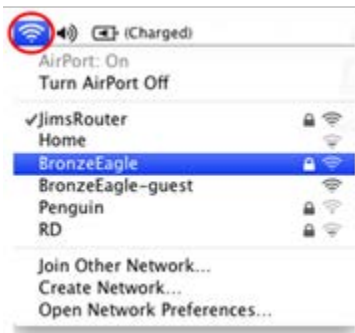 (Charged)
AirPort: On
Turn AirPort Off
✓JimsRouter
Home
BronzeEagle
BronzeEagle-guest
Penguin
RD
Join Other Network...
Create Network...
Open Network Preferences...